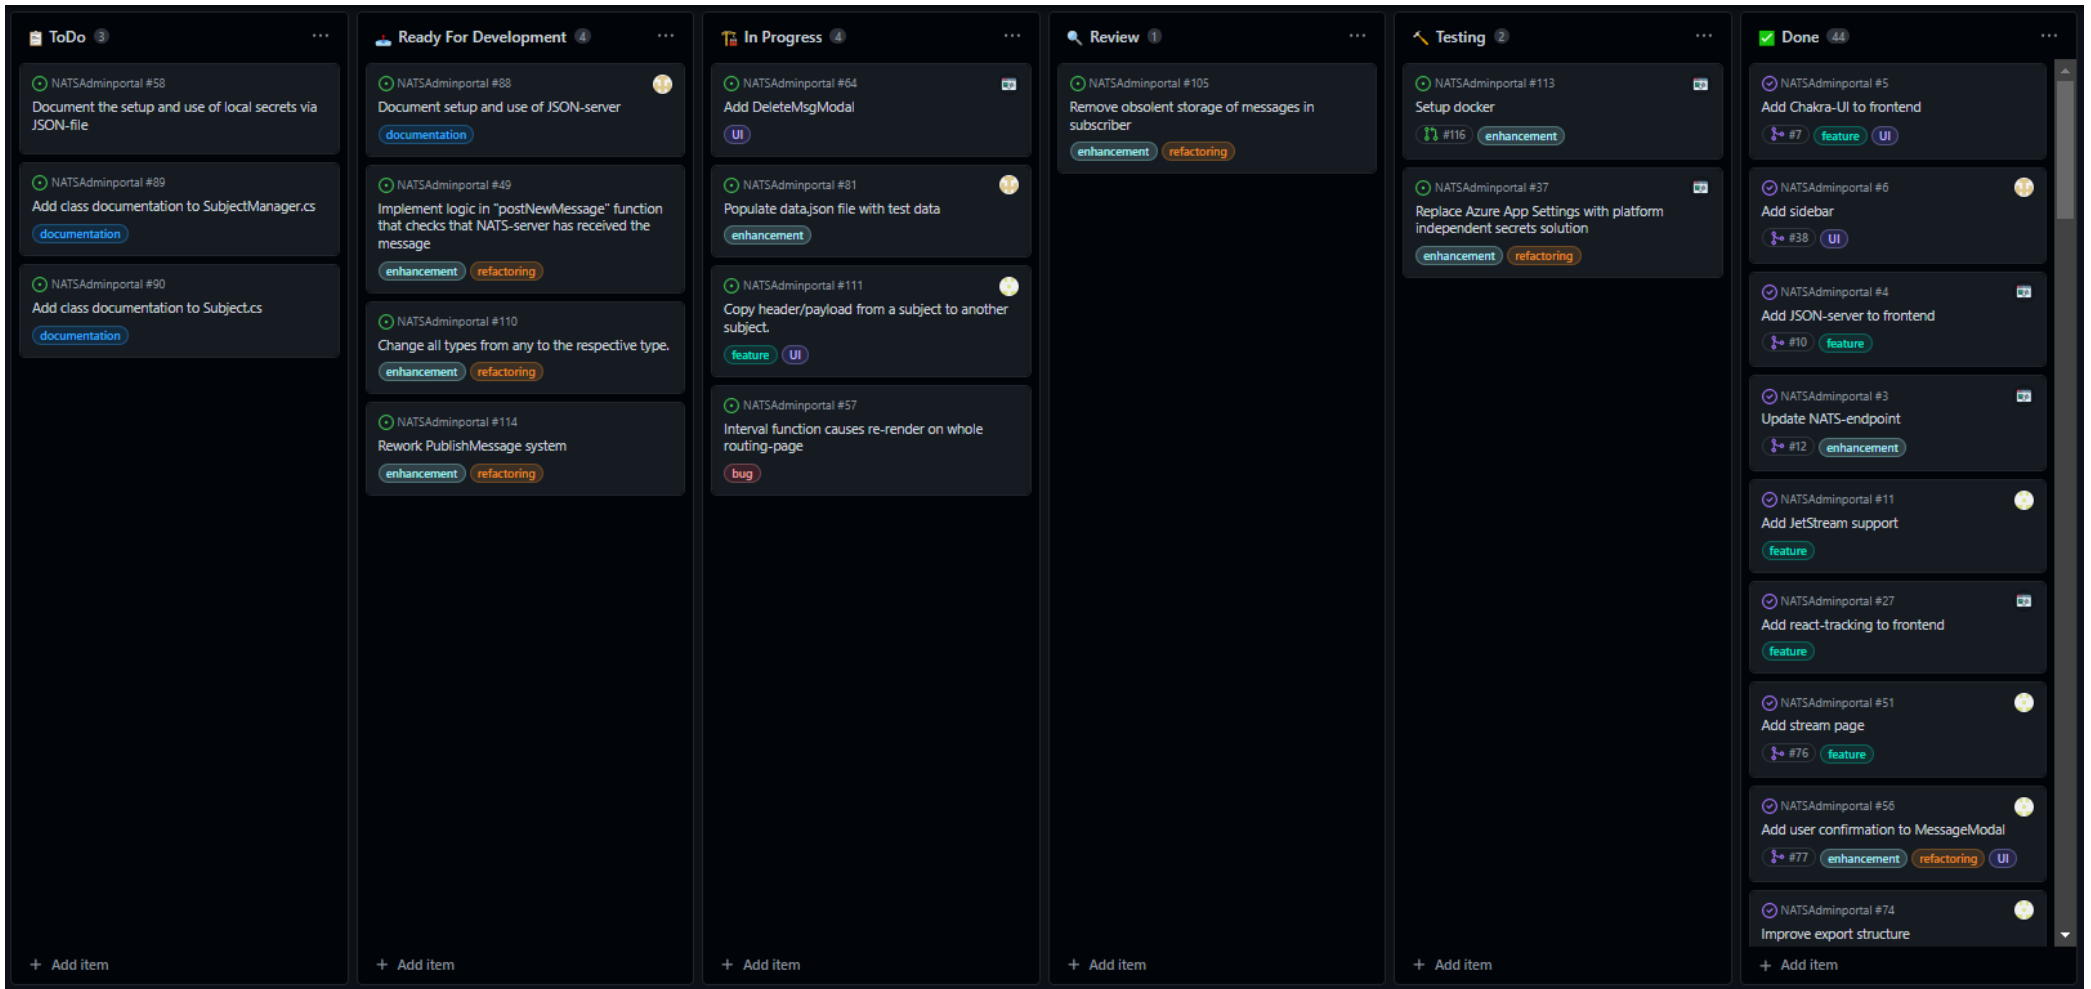 ToDo 3
NATSAdminportal #58
Document the setup and use of local secrets via
JSON-file
NATSAdminportal #89
Add class documentation to SubjectManager.cs
documentation
NATSAdminportal #90
Add class documentation to Subject.cs
documentation
+ Add item
Ready For Development 4
NATSAdminportal #88
Document setup and use of JSON-server
documentation
NATSAdminportal #49
Implement logic in "postNewMessage" function
that checks that NATS-server has received the
message
enhancement refactoring
NATSAdminportal #110
Change all types from any to the respective type.
enhancement refactoring
NATSAdminportal #114
Rework PublishMessage system
enhancement refactoring
+ Add item
In Progress 4
NATSAdminportal #64
Add DeleteMsgModal
UI
NATSAdminportal #81
Populate data.json file with test data
enhancement
NATSAdminportal #111
Copy header/payload from a subject to another
subject.
feature UI
NATSAdminportal #57
Interval function causes re-render on whole
routing-page
bug
+ Add item
Review 1
NATSAdminportal #105
Remove obsolent storage of messages in
subscriber
enhancement refactoring
+ Add item
Testing 2
NATSAdminportal #113
Setup docker
#116 enhancement
NATSAdminportal #37
Replace Azure App Settings with platform
independent secrets solution
enhancement refactoring
+ Add item
Done 44
NATSAdminportal #5
Add Chakra-UI to frontend
#7 feature UI
NATSAdminportal #6
Add sidebar
#38 UI
NATSAdminportal #4
Add JSON-server to frontend
#10 feature
NATSAdminportal #3
Update NATS-endpoint
#12 enhancement
NATSAdminportal #11
Add JetStream support
feature
NATSAdminportal #27
Add react-tracking to frontend
feature
NATSAdminportal #51
Add stream page
#76 feature
NATSAdminportal #56
Add user confirmation to MessageModal
#77 enhancement refactoring UI
NATSAdminportal #74
Improve export structure
+ Add item